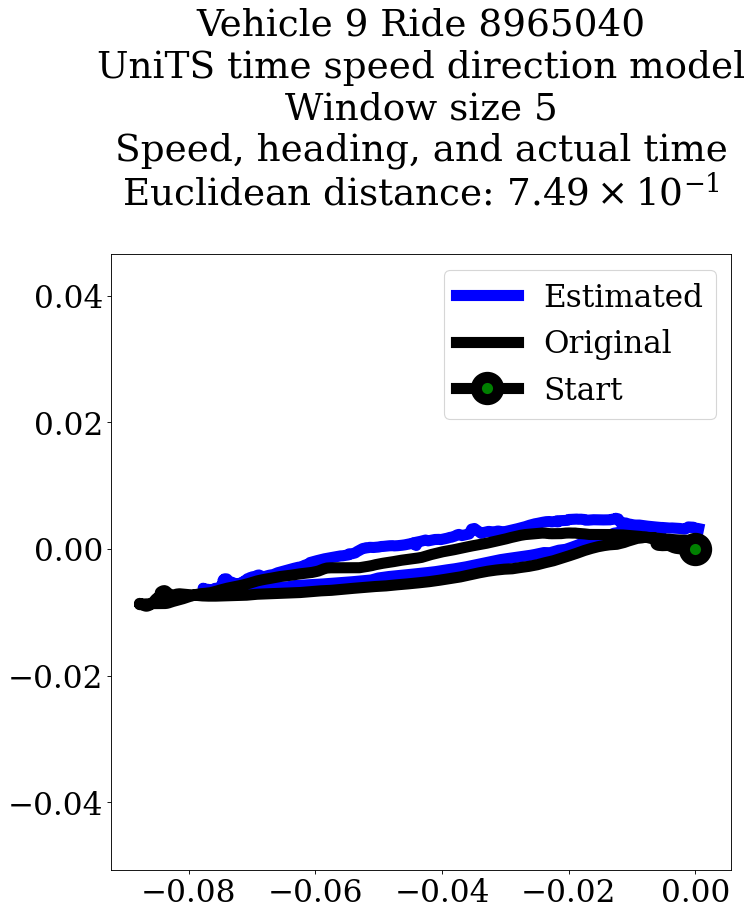 Vehicle 9 Ride 8965040
UniTS time speed direction model
Window size 5
Speed, heading, and actual time
Euclidean distance: 7.49 × 10⁻¹
Estimated
Original
Start
0.04
0.02
0.00
−0.02
−0.04
−0.08 −0.06 −0.04 −0.02 0.00